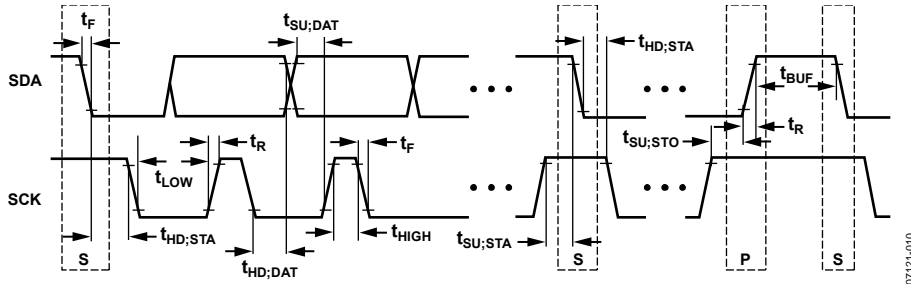 tF
tSU;DAT
tHD;STA
SDA
tBUF
tR
tSU;STO
tR
tF
tLOW
SCK
tHD;STA
tHD;DAT
tHIGH
tSU;STA
S
S
P
S
07121-010